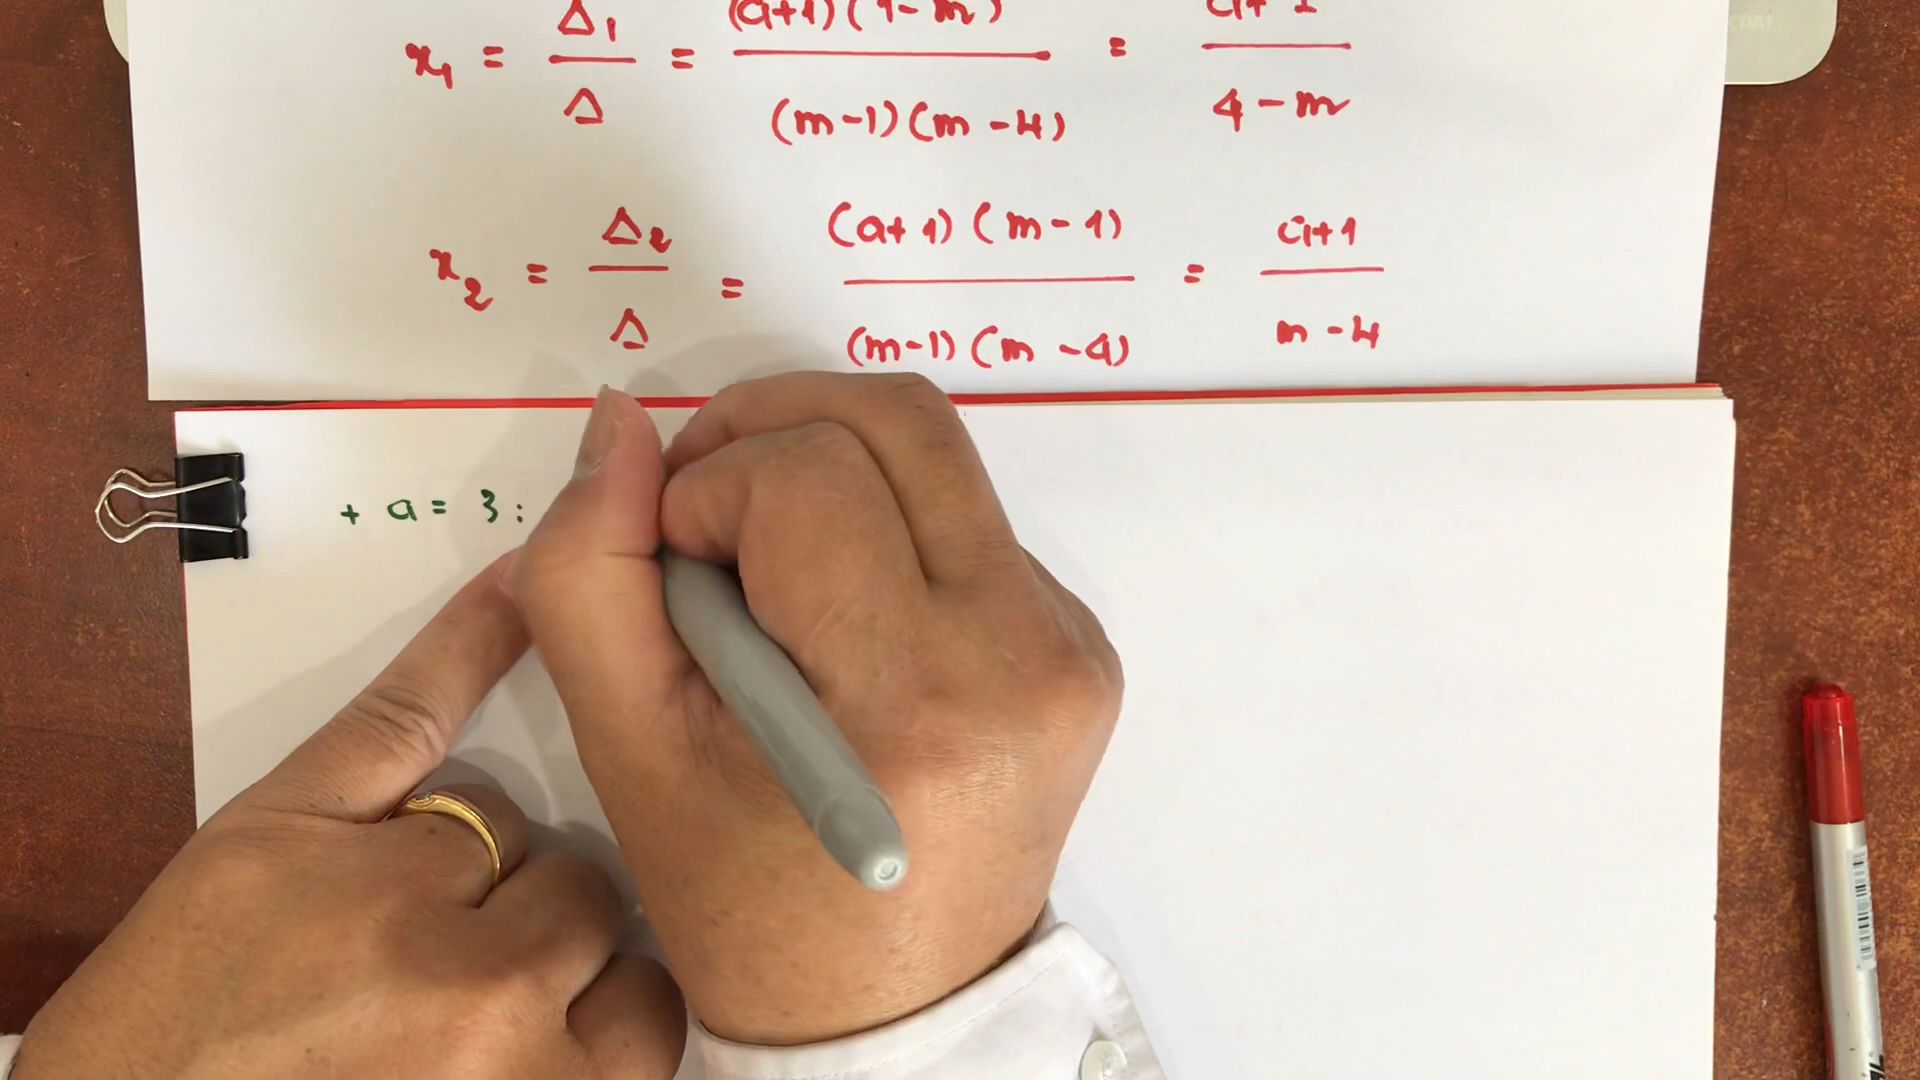 x₁ = Δ₁/Δ = (a+1)(1-m)/(m-1)(m-4) = a+1/4-m
x₂ = Δ₂/Δ = (a+1)(m-1)/(m-1)(m-4) = a+1/m-4
+ a = 3 :